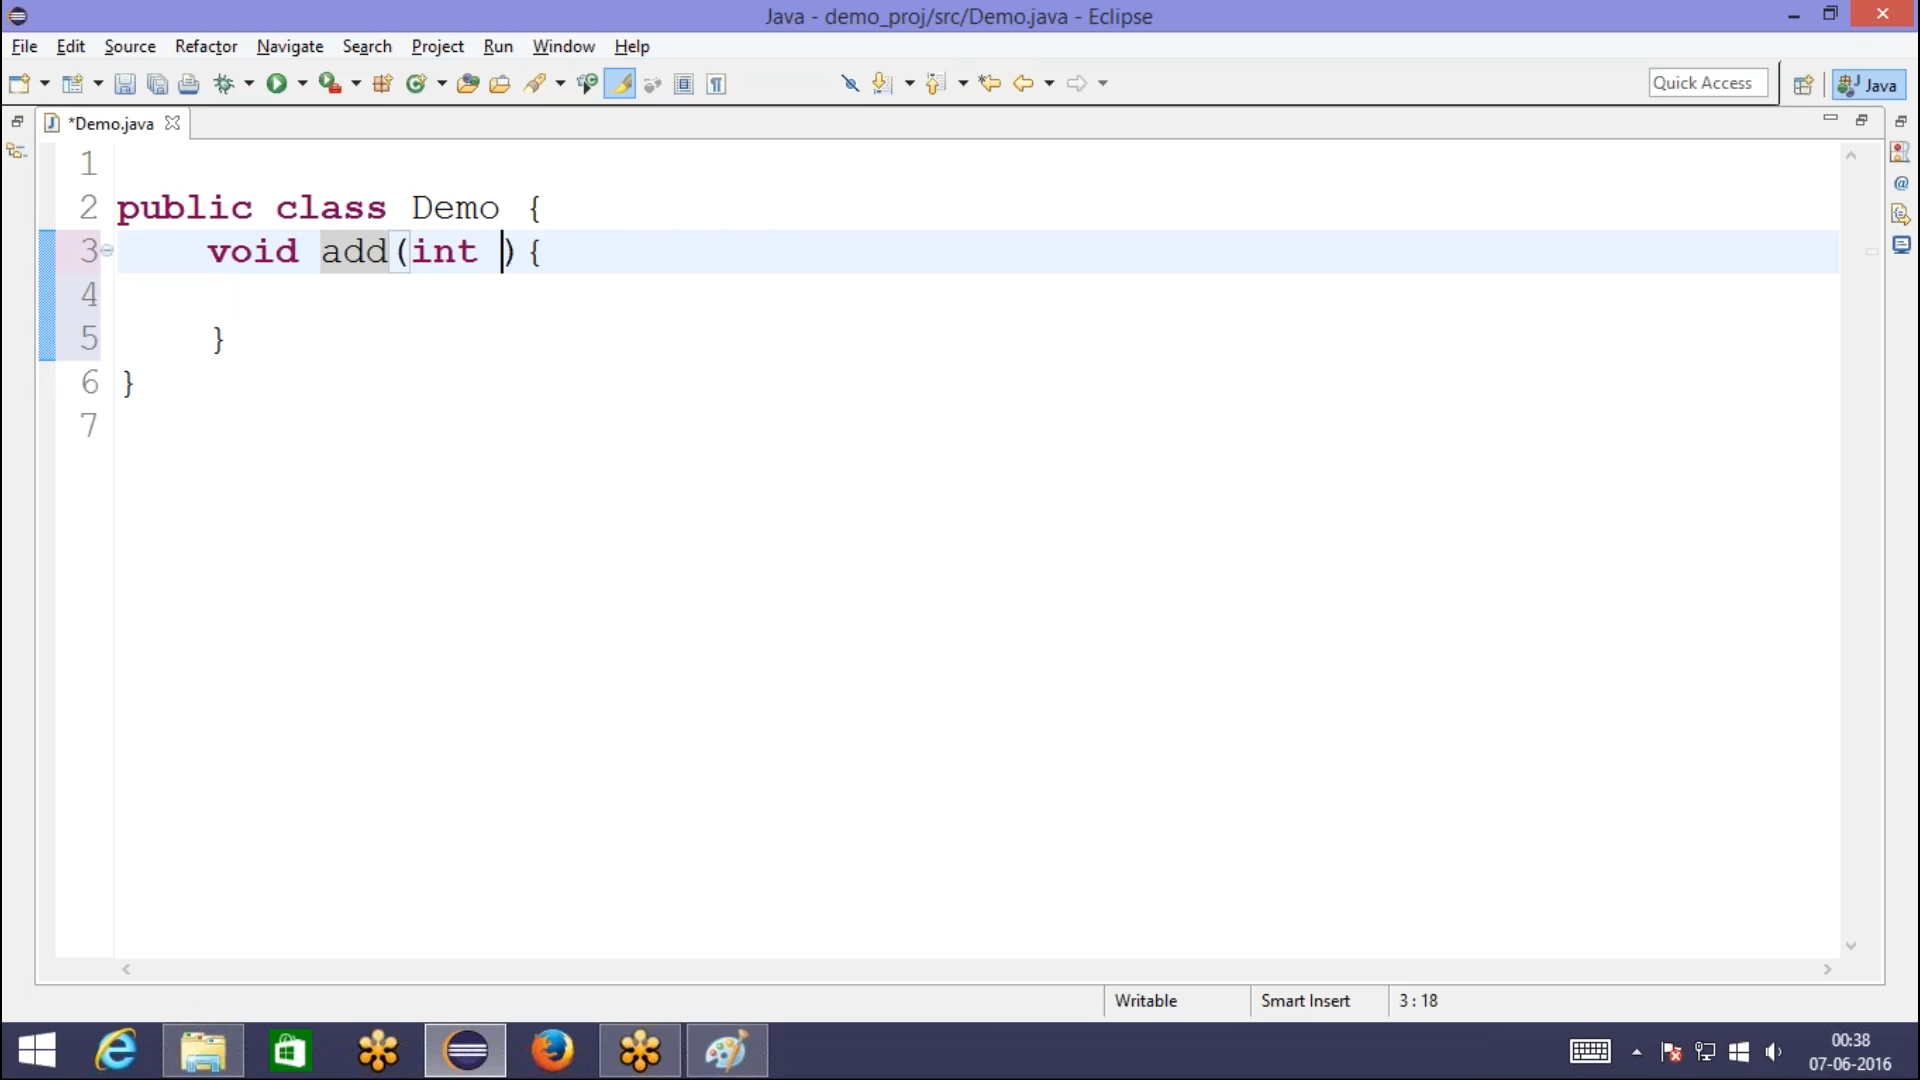 Java - demo_proj/src/Demo.java - Eclipse
File Edit Source Refactor Navigate Search Project Run Window Help
Quick Access
Java
*Demo.java
1
2 public class Demo {
3 void add(int ){
4
5 }
6 }
7
Writable Smart Insert 3 : 18
00:38
07-06-2016